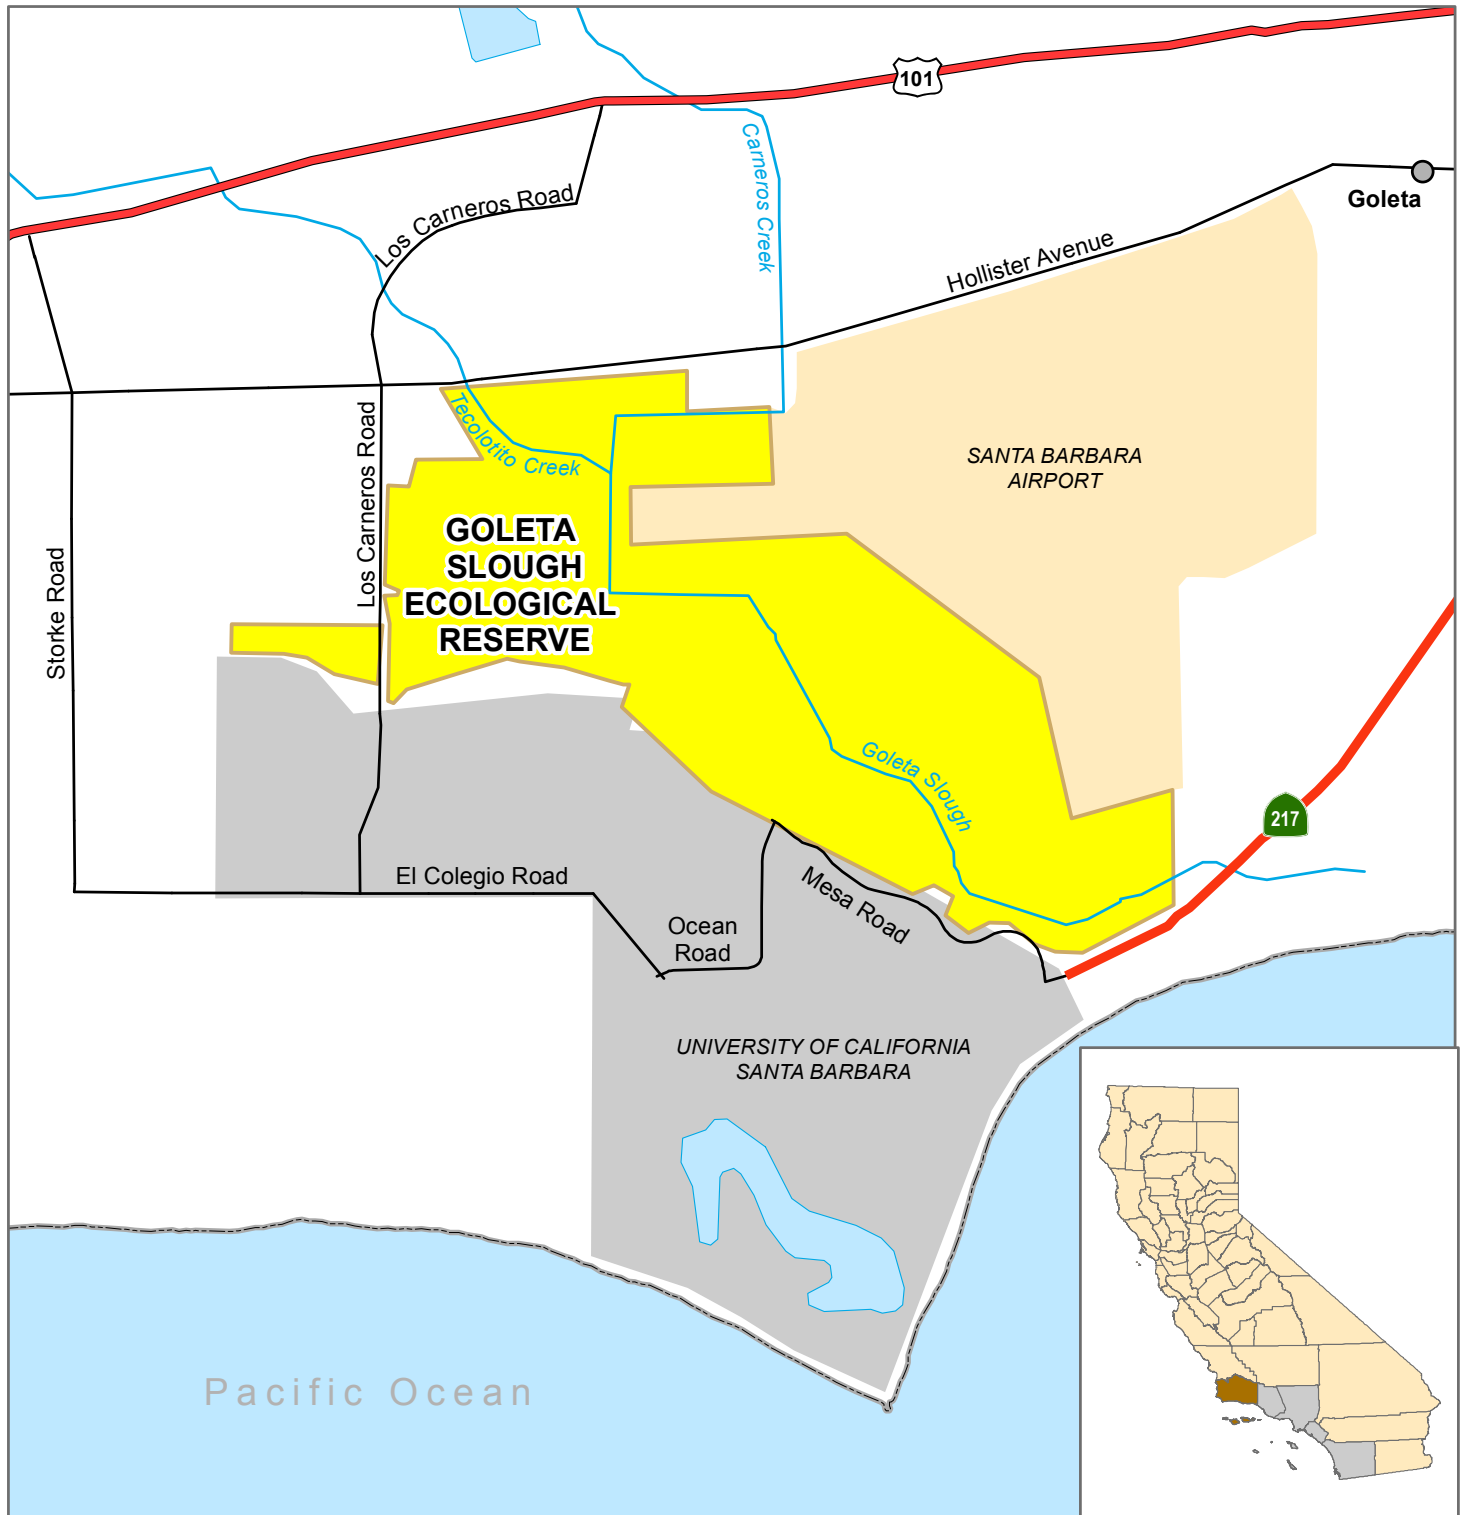 101
Carneros Creek
Goleta
Los Carneros Road
Hollister Avenue
Tecolotito Creek
SANTA BARBARA
AIRPORT
Los Carneros Road
GOLETA
SLOUGH
ECOLOGICAL
RESERVE
Storke Road
Goleta Slough
217
El Colegio Road
Mesa Road
Ocean
Road
UNIVERSITY OF CALIFORNIA
SANTA BARBARA
Pacific Ocean